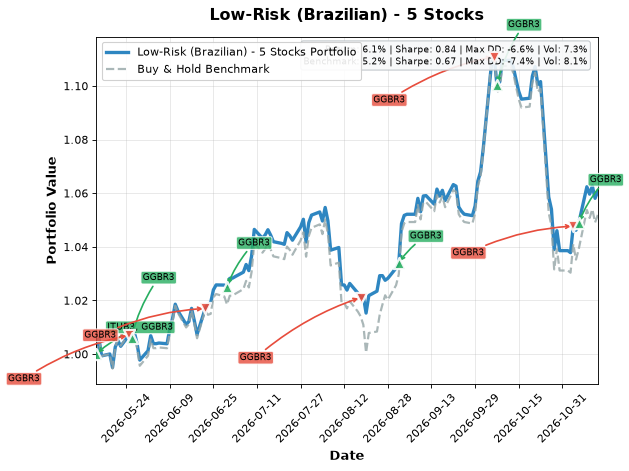 Low-Risk (Brazilian) - 5 Stocks
GGBR3
Low-Risk (Brazilian) - 5 Stocks Portfolio
6.1% | Sharpe: 0.84 | Max DD: -6.6% | Vol: 7.3%
Buy & Hold Benchmark
5.2% | Sharpe: 0.67 | Max DD: -7.4% | Vol: 8.1%
1.10
GGBR3
1.08
1.06
GGBR3
1.04
GGBR3
GGBR3
GGBR3
GGBR3
1.02
ITUB3
GGBR3
GGBR3
1.00
GGBR3
GGBR3
Portfolio Value
2026-05-24
2026-06-09
2026-06-25
2026-07-11
2026-07-27
2026-08-12
2026-08-28
2026-09-13
2026-09-29
2026-10-15
2026-10-31
Date